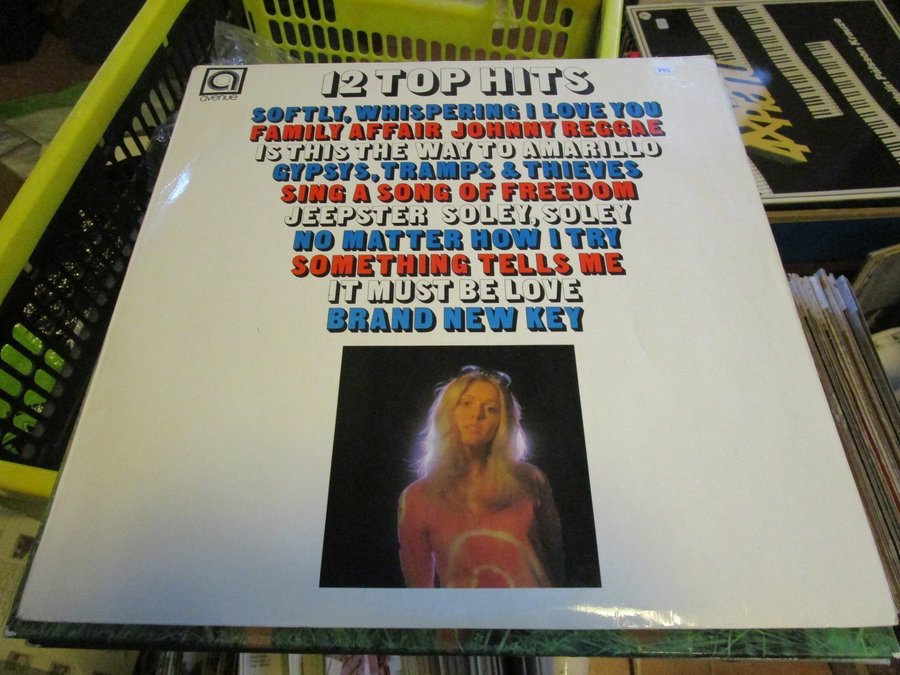 12 TOP HITS
a
avenue
SOFTLY, WHISPERING I LOVE YOU
FAMILY AFFAIR JOHNNY REGGAE
IS THIS THE WAY TO AMARILLO
GYPSYS, TRAMPS & THIEVES
SING A SONG OF FREEDOM
JEEPSTER SOLEY, SOLEY
NO MATTER HOW I TRY
SOMETHING TELLS ME
IT MUST BE LOVE
BRAND NEW KEY